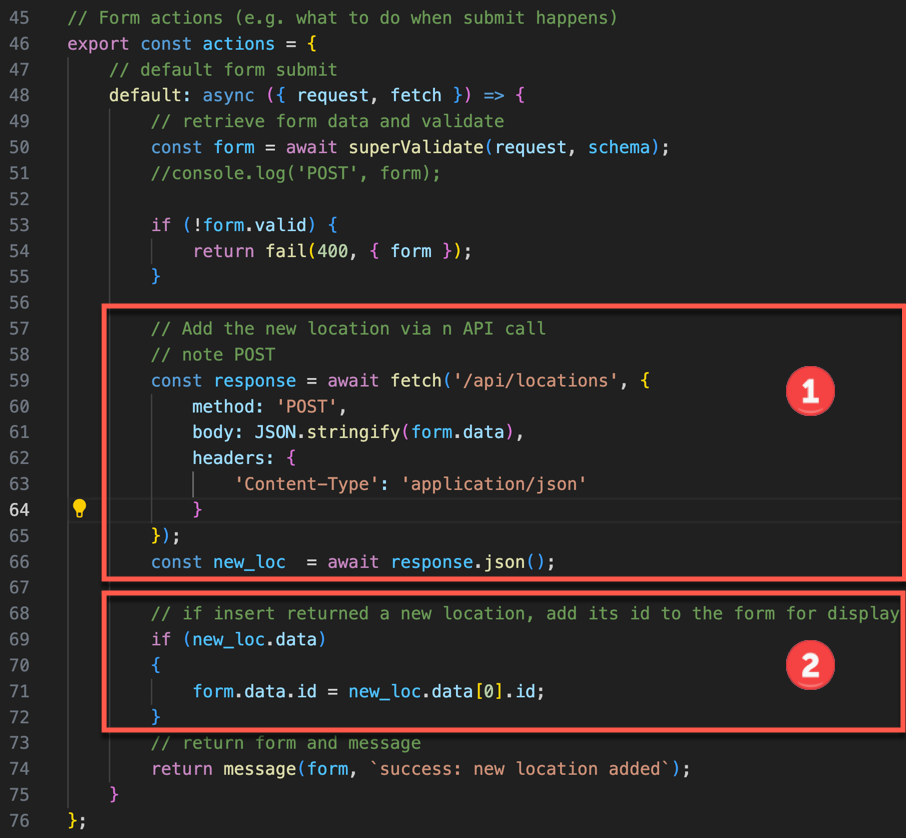 45 // Form actions (e.g. what to do when submit happens)
46 export const actions = {
47     // default form submit
48     default: async ({ request, fetch }) => {
49         // retrieve form data and validate
50         const form = await superValidate(request, schema);
51         //console.log('POST', form);
52
53         if (!form.valid) {
54             return fail(400, { form });
55         }
56
57         // Add the new location via n API call
58         // note POST
59         const response = await fetch('/api/locations', {
60             method: 'POST',
61             body: JSON.stringify(form.data),
62             headers: {
63                 'Content-Type': 'application/json'
64             }
65         });
66         const new_loc  = await response.json();
67
68         // if insert returned a new location, add its id to the form for display
69         if (new_loc.data)
70         {
71             form.data.id = new_loc.data[0].id;
72         }
73         // return form and message
74         return message(form, `success: new location added`);
75     }
76 };
1
2